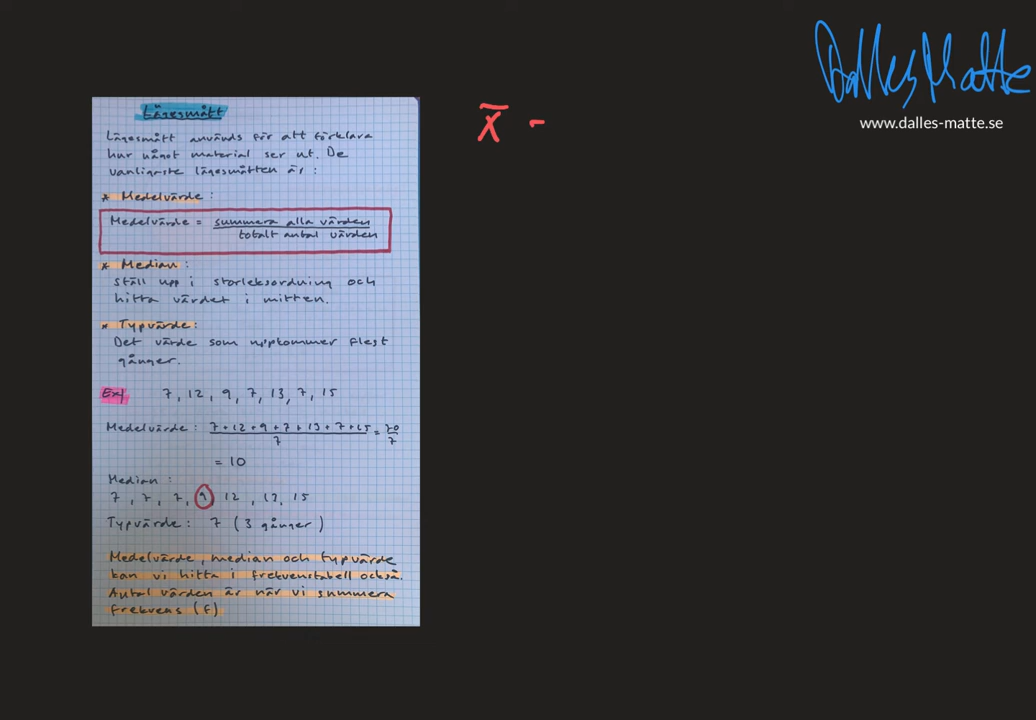 Dalles Matte
www.dalles-matte.se
x̄ -
Lägesmått
Lägesmått används för att förklara
hur något material ser ut. De
vanligaste lägesmåtten är :
* Medelvärde :
Medelvärde = summera alla värden
totalt antal värden
* Median :
Ställ upp i storleksordning och
hitta värdet i mitten.
* Typvärde :
Det värde som uppkommer flest
gånger.
Ex/ 7, 12, 9, 7, 13, 7, 15
Medelvärde : 7 + 12 + 9 + 7 + 13 + 7 + 15 = 70
7 7
= 10
Median :
7, 7, 7, 9, 12, 13, 15
Typvärde : 7 (3 gånger)
Medelvärde, median och typvärde
kan vi hitta i frekvenstabell också.
Antal värden är när vi summera
frekvens (f)